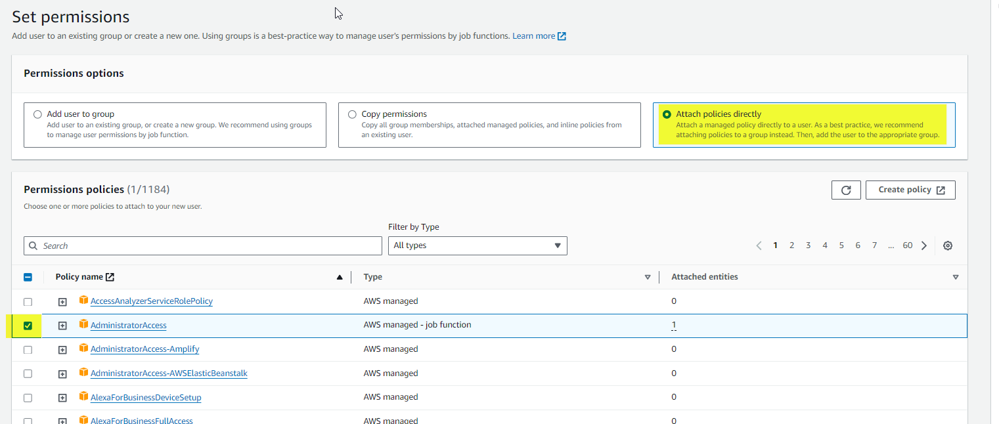 Set permissions
Add user to an existing group or create a new one. Using groups is a best-practice way to manage user's permissions by job functions. Learn more
Permissions options
Add user to group
Add user to an existing group, or create a new group. We recommend using groups
to manage user permissions by job function.
Copy permissions
Copy all group memberships, attached managed policies, and inline policies from
an existing user.
Attach policies directly
Attach a managed policy directly to a user. As a best practice, we recommend
attaching policies to a group instead. Then, add the user to the appropriate group.
Permissions policies (1/1184)
Choose one or more policies to attach to your new user.
Create policy
Filter by Type
Search
All types
1 2 3 4 5 6 7 ... 60
Policy name Type Attached entities
AccessAnalyzerServiceRolePolicy AWS managed 0
AdministratorAccess AWS managed - job function 1
AdministratorAccess-Amplify AWS managed 0
AdministratorAccess-AWSElasticBeanstalk AWS managed 0
AlexaForBusinessDeviceSetup AWS managed 0
AlexaForBusinessFullAccess AWS managed 0